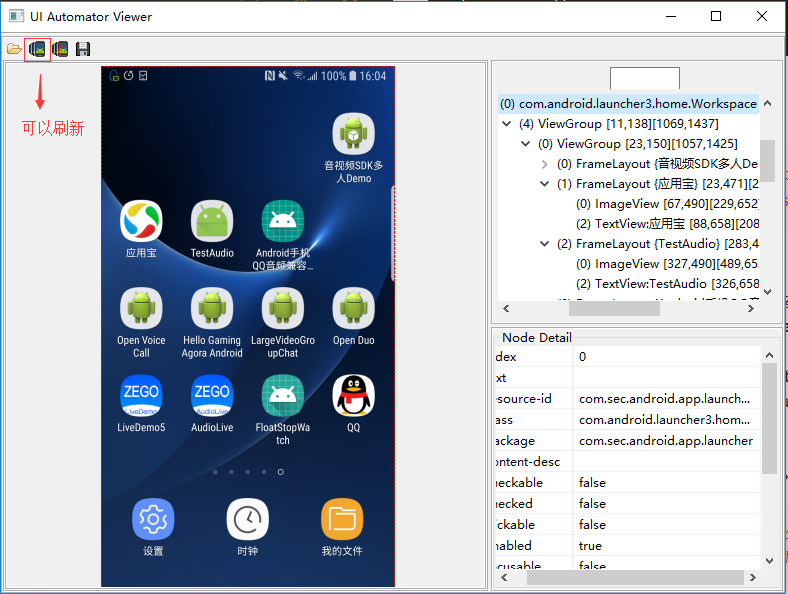 UI Automator Viewer
可以刷新
100% 16:04
音视频SDK多
人Demo
应用宝
TestAudio
Android手机
QQ音频兼容...
Open Voice
Call
Hello Gaming
Agora Android
LargeVideoGro
upChat
Open Duo
ZEGO
LiveDemo
LiveDemo5
ZEGO
AudioLive
AudioLive
FloatStopWa
tch
QQ
设置
时钟
我的文件
(0) com.android.launcher3.home.Workspace
(4) ViewGroup [11,138][1069,1437]
(0) ViewGroup [23,150][1057,1425]
(0) FrameLayout {音视频SDK多人De
(1) FrameLayout {应用宝} [23,471][2
(0) ImageView [67,490][229,652
(2) TextView:应用宝 [88,658][208
(2) FrameLayout {TestAudio} [283,4
(0) ImageView [327,490][489,65
(2) TextView:TestAudio [326,658
Node Detail
dex 0
xt
source-id com.sec.android.app.launch...
ass com.android.launcher3.hom...
ackage com.sec.android.app.launcher
ontent-desc
heckable false
hecked false
ickable false
nabled true
cusable false